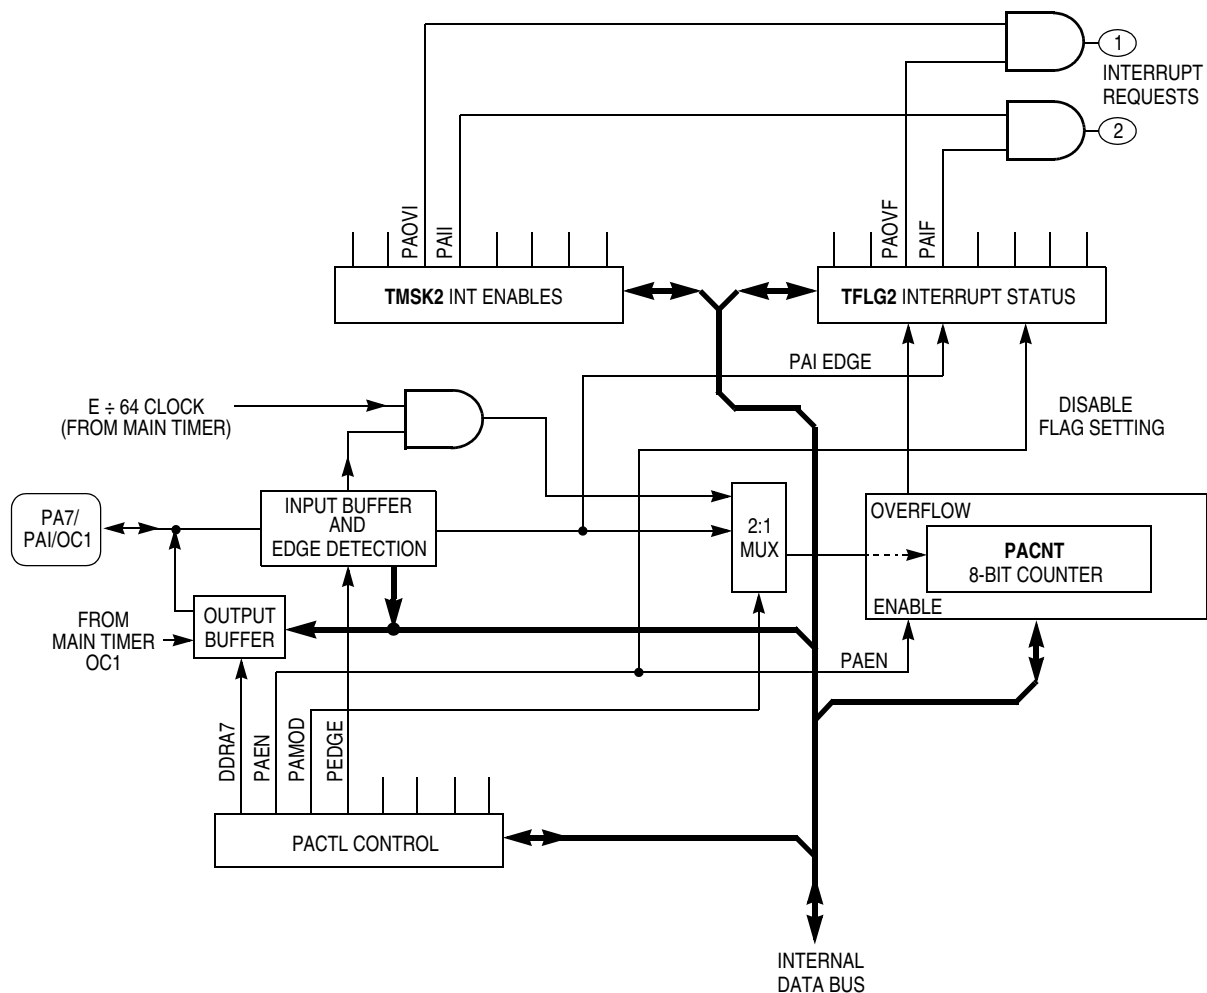 1
INTERRUPT
REQUESTS
2
PAOVI
PAII
PAOVF
PAIF
TMSK2 INT ENABLES
TFLG2 INTERRUPT STATUS
PAI EDGE
E ÷ 64 CLOCK
(FROM MAIN TIMER)
DISABLE
FLAG SETTING
PA7/
PAI/OC1
INPUT BUFFER
AND
EDGE DETECTION
2:1
MUX
OVERFLOW
PACNT
8-BIT COUNTER
ENABLE
FROM
MAIN TIMER
OC1
OUTPUT
BUFFER
PAEN
DDRA7
PAEN
PAMOD
PEDGE
PACTL CONTROL
INTERNAL
DATA BUS